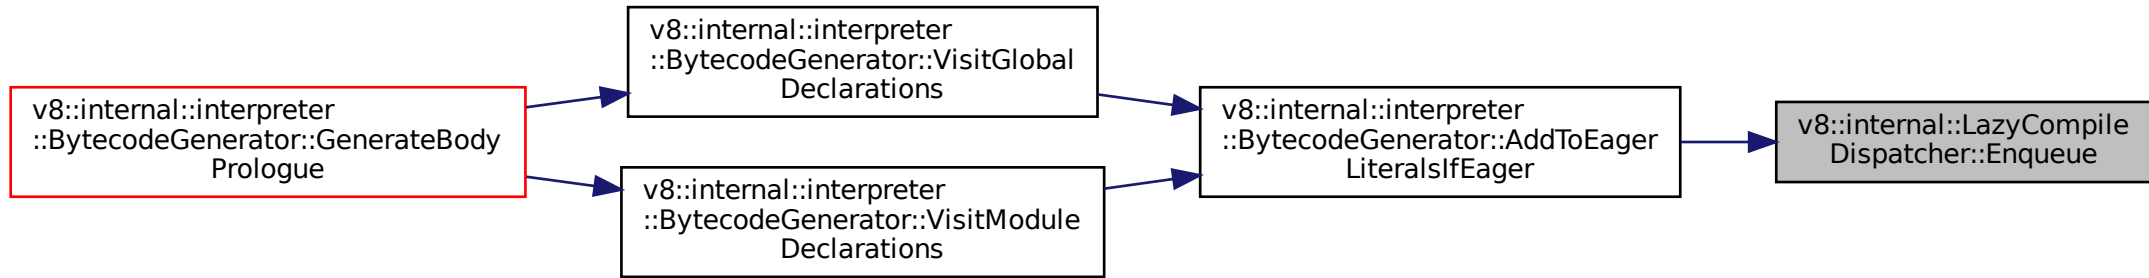 v8::internal::interpreter
::BytecodeGenerator::GenerateBody
Prologue
v8::internal::interpreter
::BytecodeGenerator::VisitGlobal
Declarations
v8::internal::interpreter
::BytecodeGenerator::VisitModule
Declarations
v8::internal::interpreter
::BytecodeGenerator::AddToEager
LiteralsIfEager
v8::internal::LazyCompile
Dispatcher::Enqueue